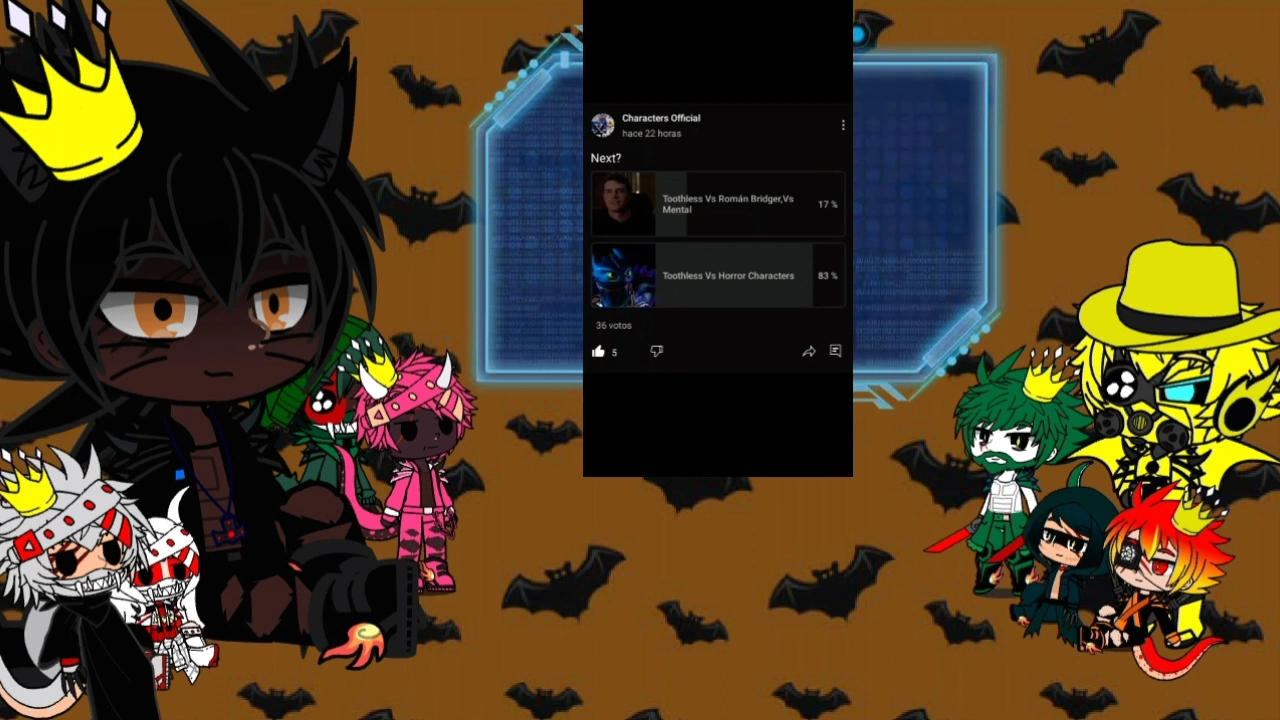 Characters Official
hace 22 horas
Next?
Toothless Vs Román Bridger,Vs
Mental
17 %
Toothless Vs Horror Characters
83 %
36 votos
5